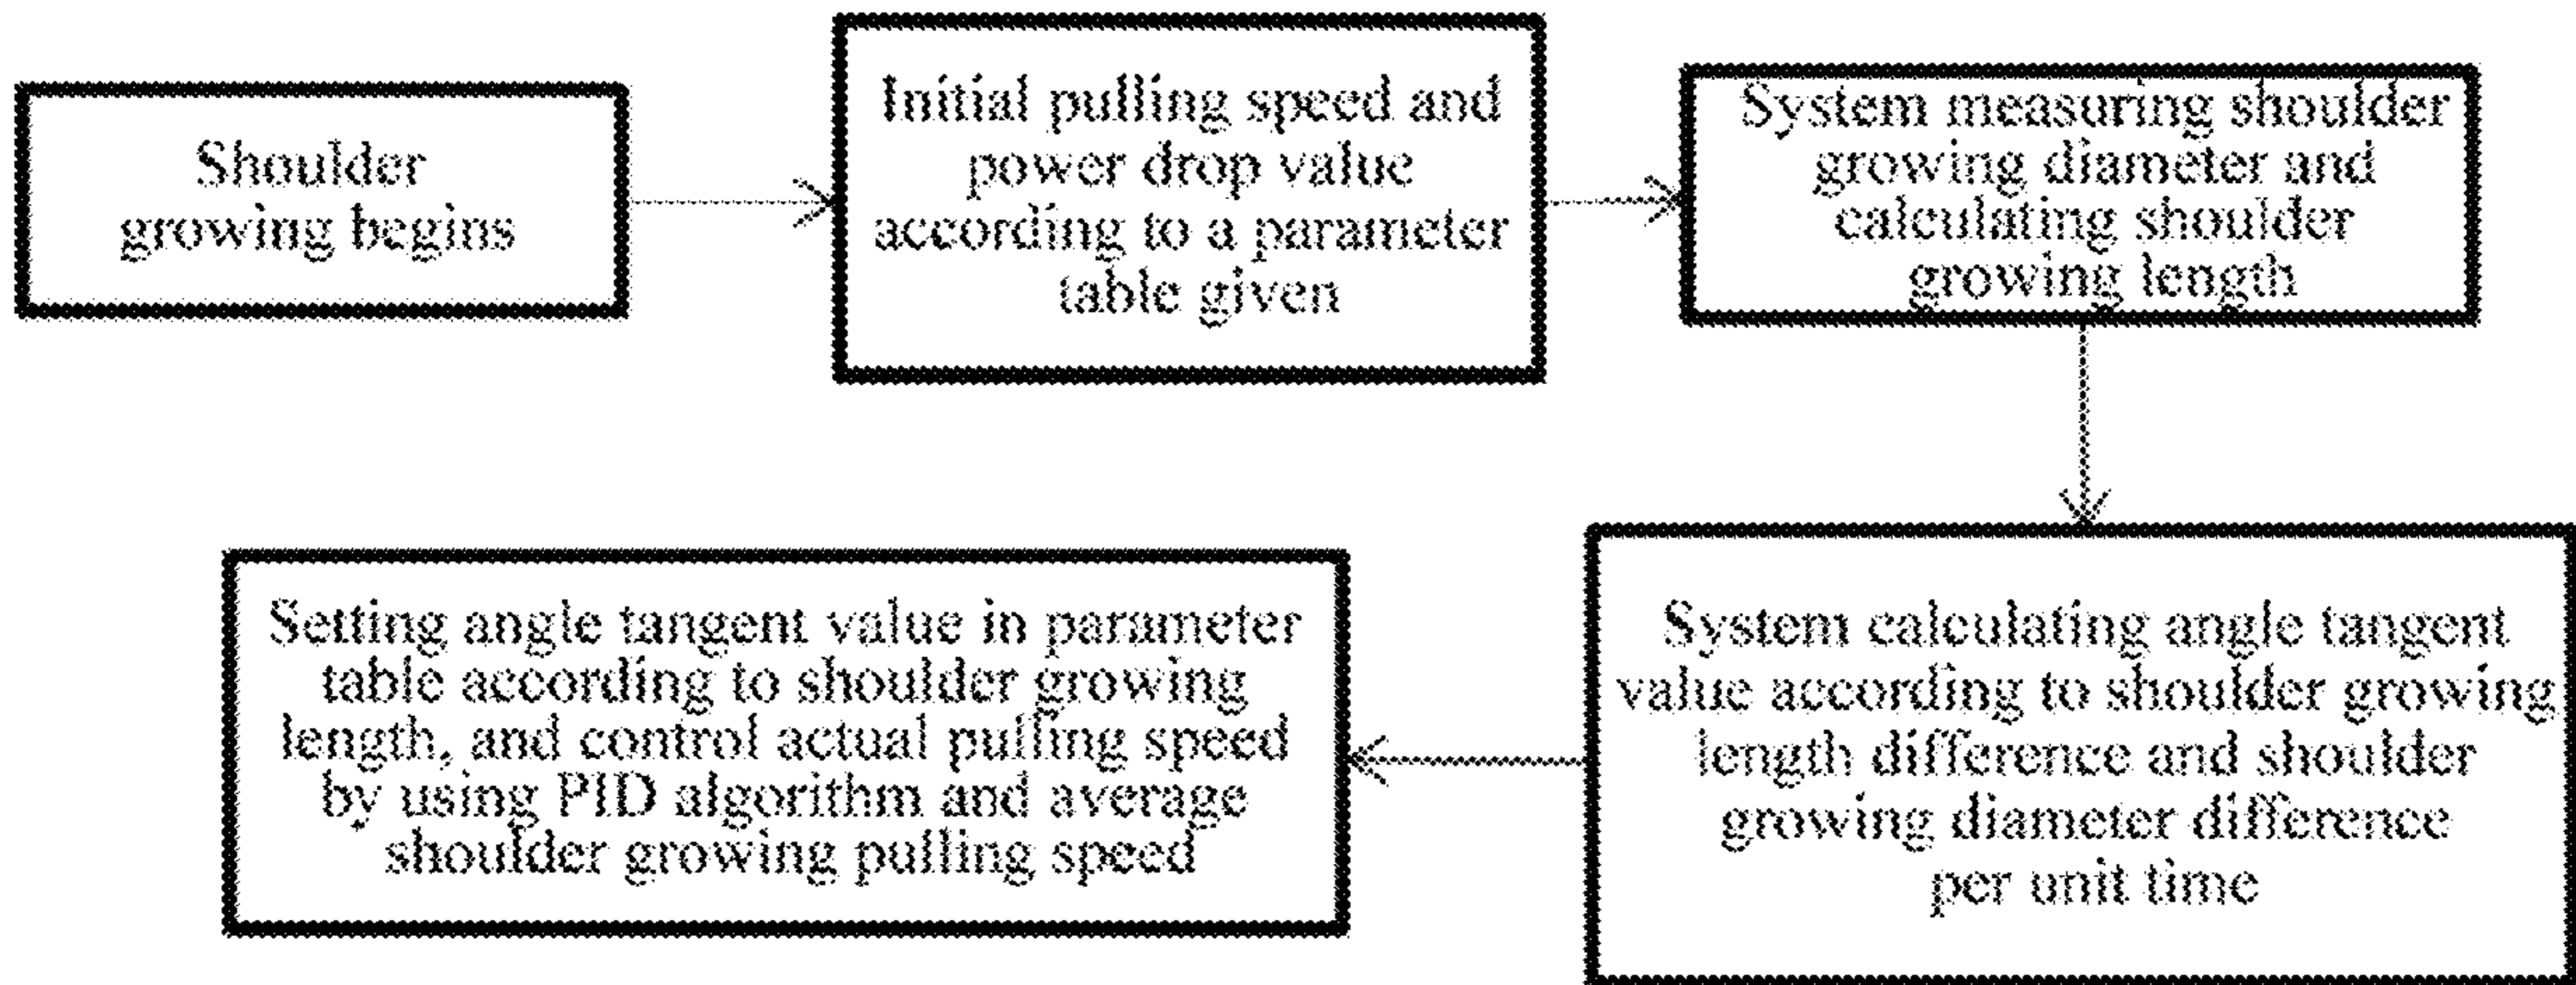 Shoulder
growing begins
Initial pulling speed and
power drop value
according to a parameter
table given
System measuring shoulder
growing diameter and
calculating shoulder
growing length
System calculating angle tangent
value according to shoulder growing
length difference and shoulder
growing diameter difference
per unit time
Setting angle tangent value in parameter
table according to shoulder growing
length, and control actual pulling speed
by using PID algorithm and average
shoulder growing pulling speed